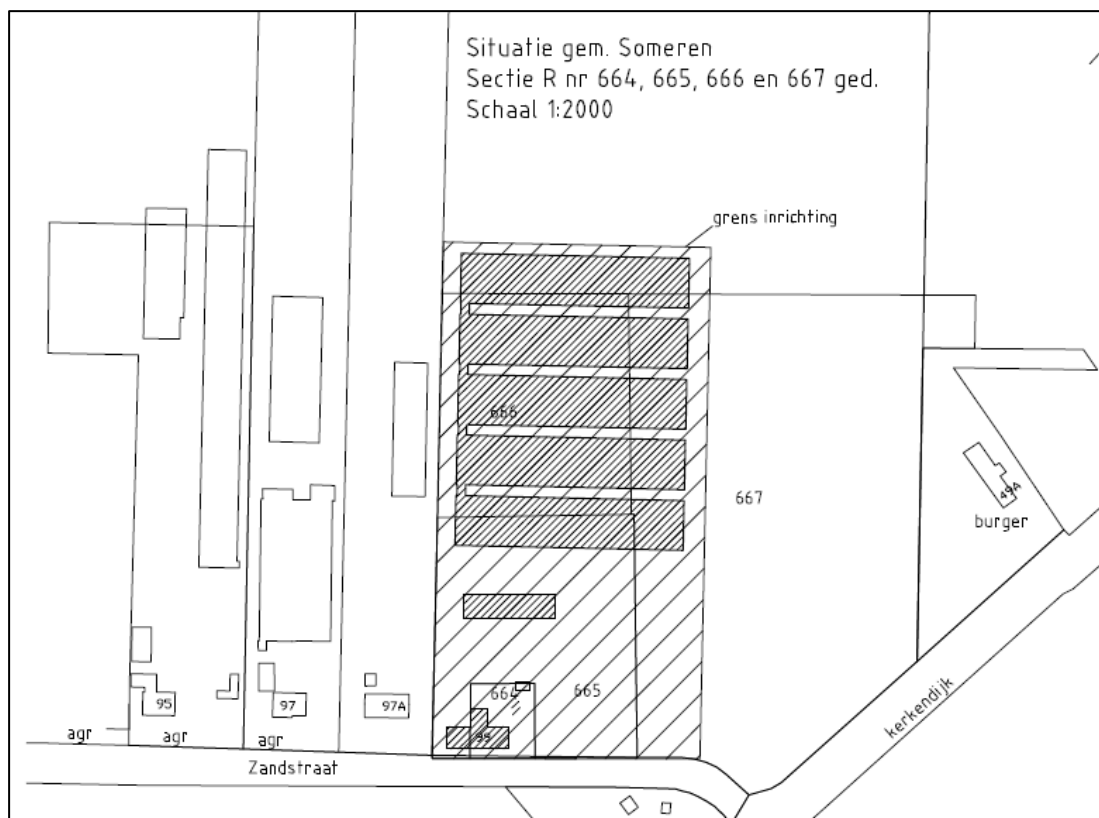 Situatie gem. Someren
Sectie R nr 664, 665, 666 en 667 ged.
Schaal 1:2000
grens inrichting
666
667
49A
burger
664
665
95
97
97A
99
kerkendijk
agr
agr
agr
Zandstraat